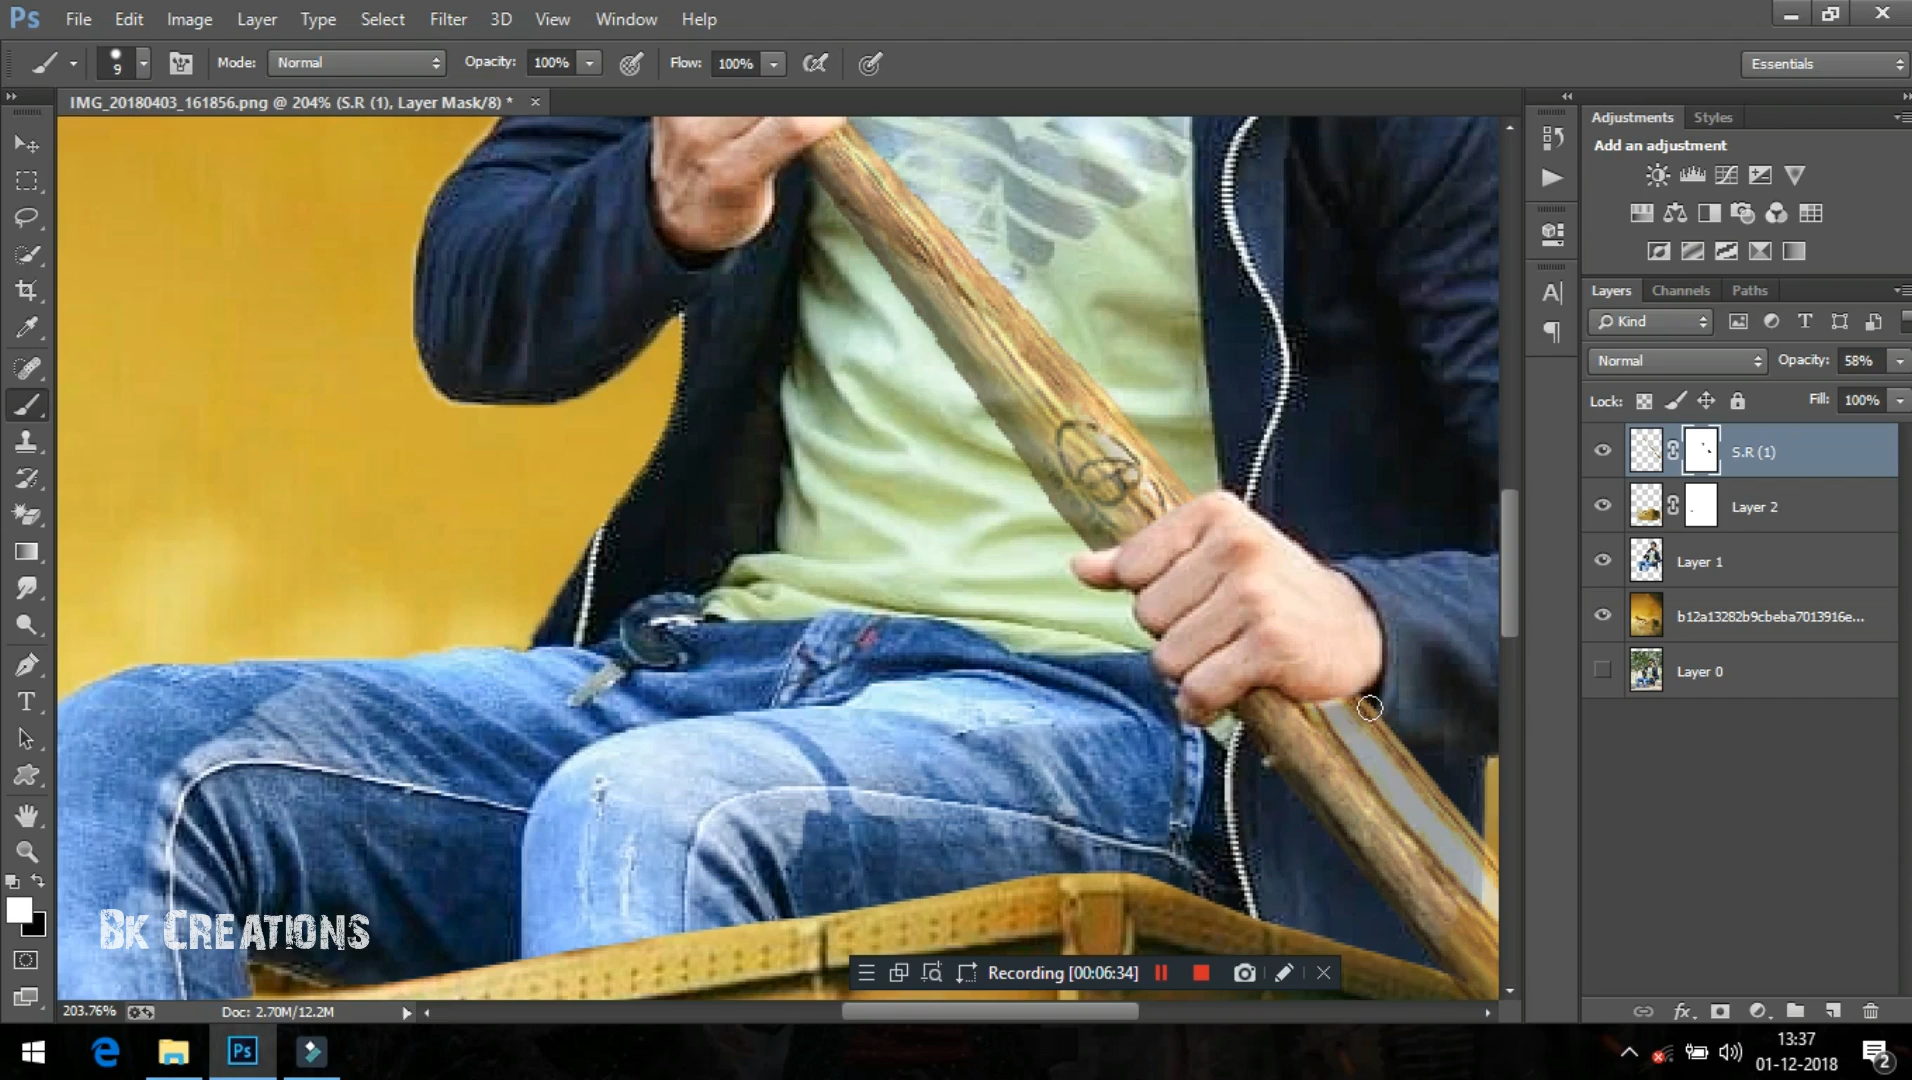 Ps File Edit Image Layer Type Select Filter 3D View Window Help
9 Mode: Normal Opacity: 100% Flow: 100% Essentials
IMG_20180403_161856.png @ 204% (S.R (1), Layer Mask/8) *
Adjustments Styles
Add an adjustment
Layers Channels Paths
Kind
Normal Opacity: 58%
Lock: Fill: 100%
S.R (1)
Layer 2
Layer 1
b12a13282b9cbeba7013916e...
Layer 0
BK CREATIONS
Recording [00:06:34]
203.76% Doc: 2.70M/12.2M
Ps
13:37
01-12-2018
2